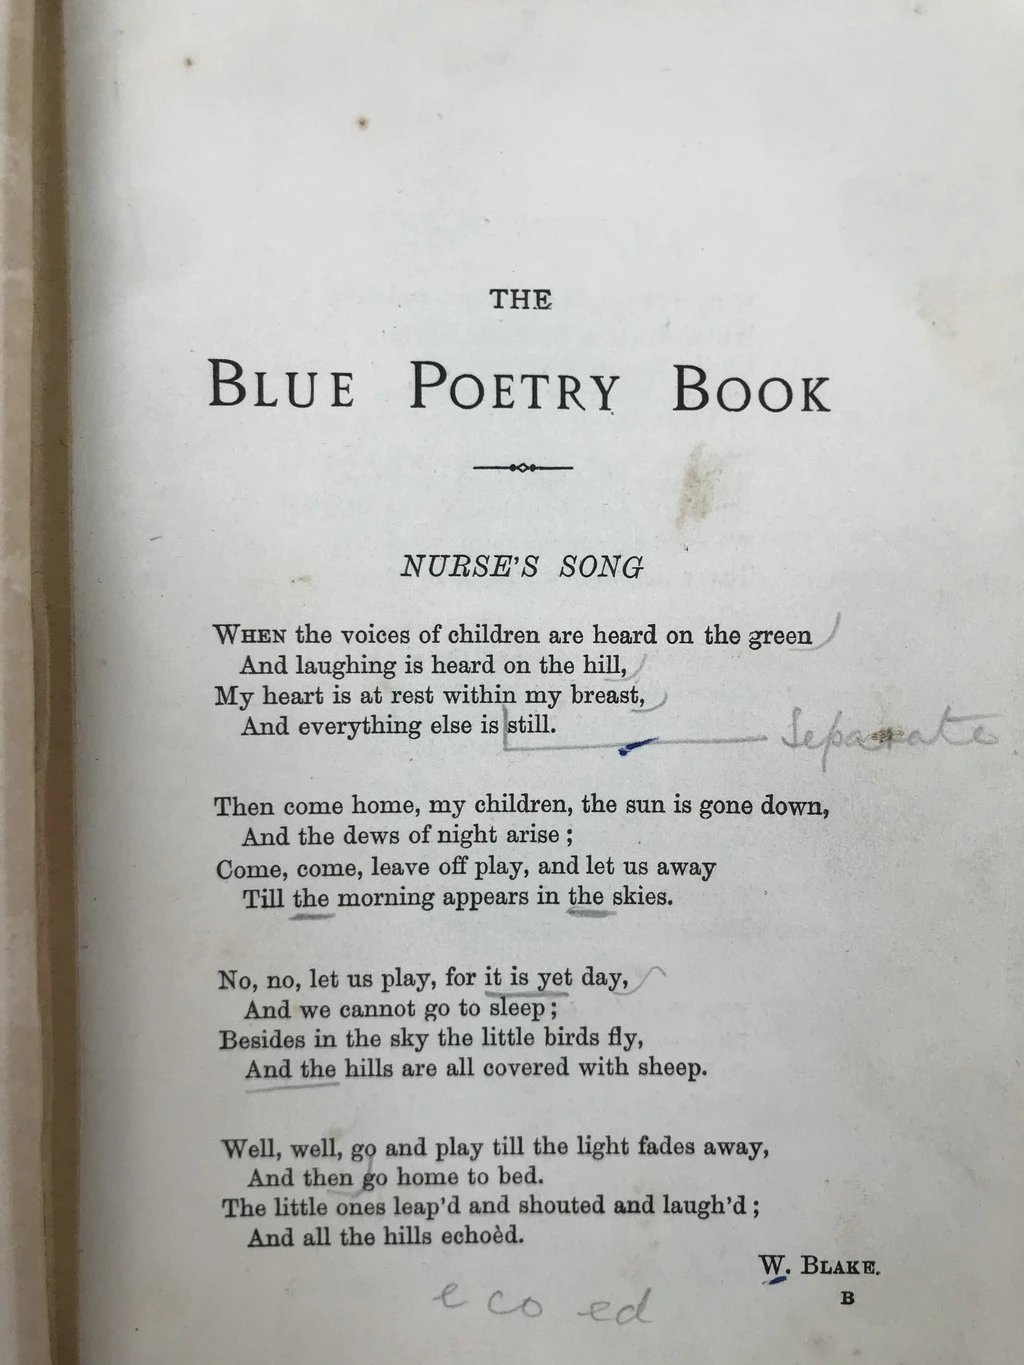 THE
BLUE POETRY BOOK
NURSE'S SONG
WHEN the voices of children are heard on the green
And laughing is heard on the hill,
My heart is at rest within my breast,
And everything else is still.
Separate
Then come home, my children, the sun is gone down,
And the dews of night arise ;
Come, come, leave off play, and let us away
Till the morning appears in the skies.
No, no, let us play, for it is yet day,
And we cannot go to sleep ;
Besides in the sky the little birds fly,
And the hills are all covered with sheep.
Well, well, go and play till the light fades away,
And then go home to bed.
The little ones leap'd and shouted and laugh'd ;
And all the hills echoèd.
W. BLAKE.
B
e co ed